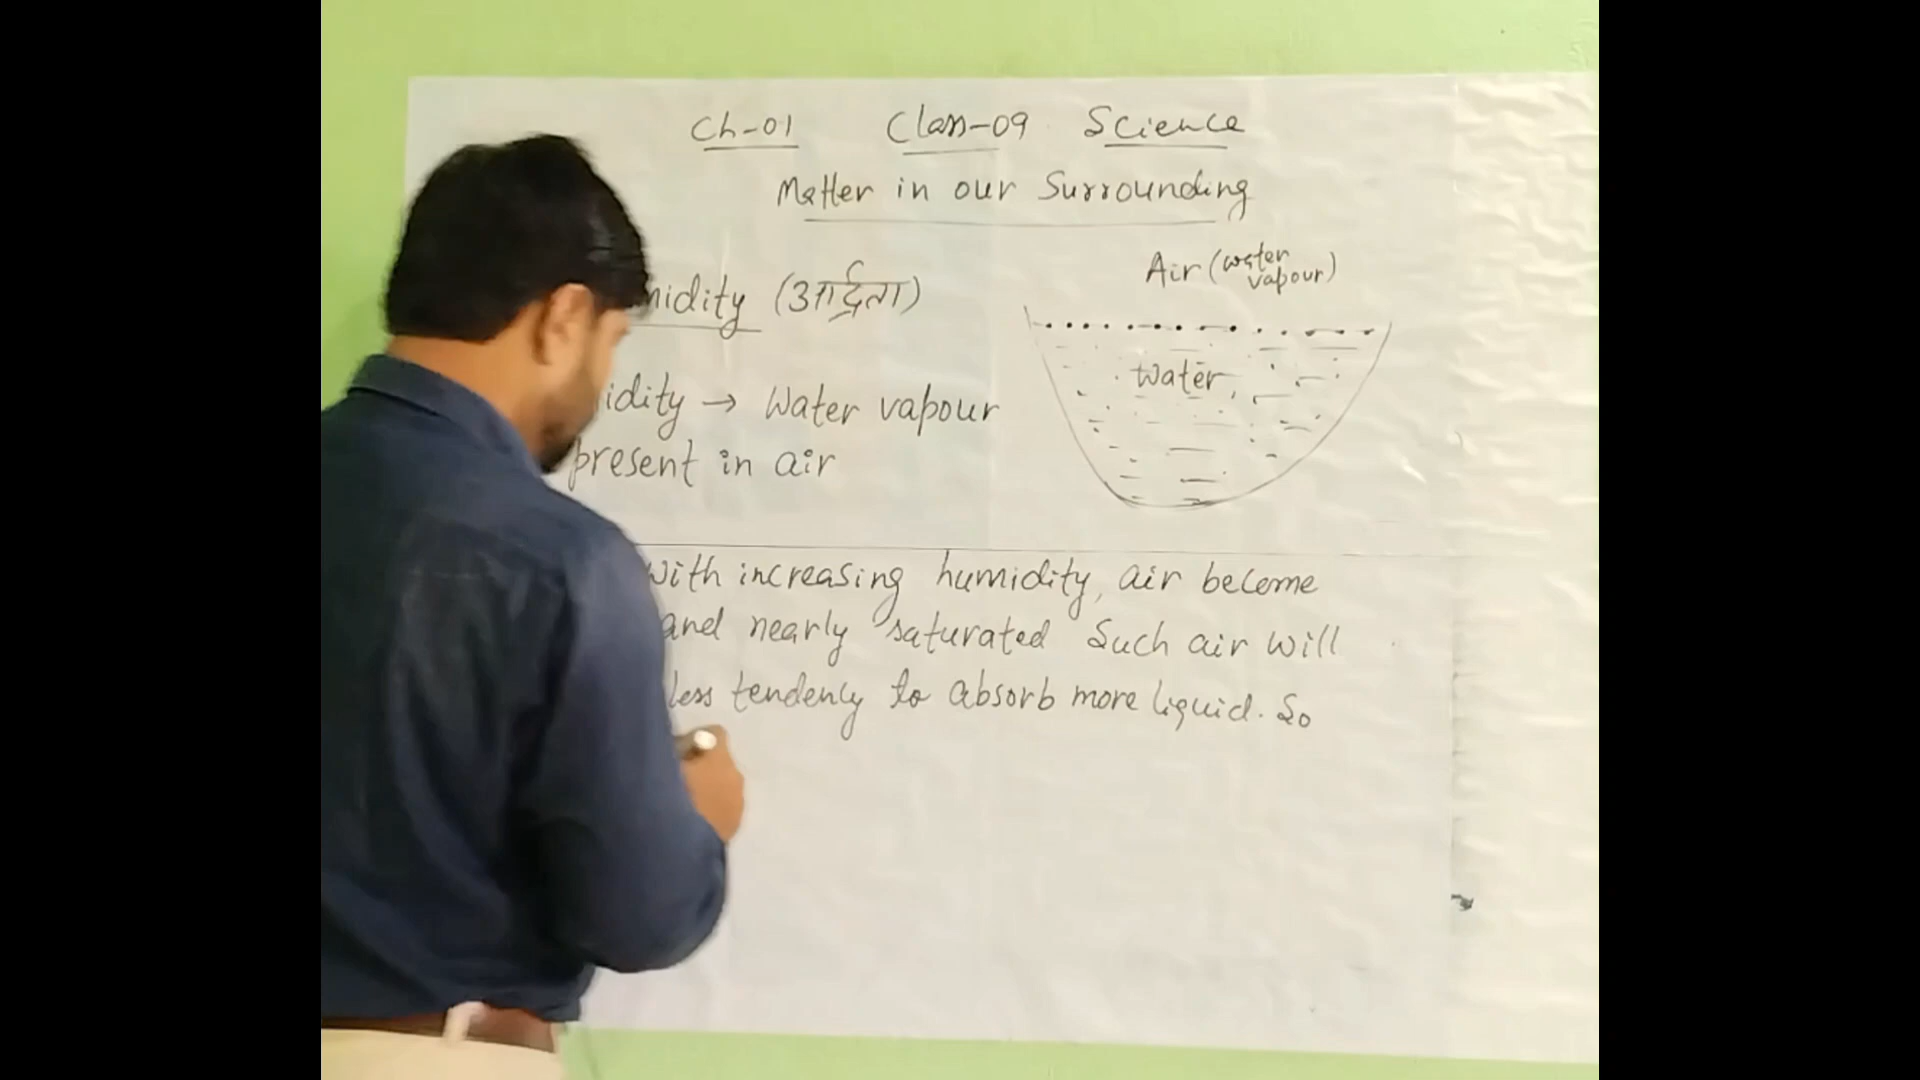 Ch-01 Class-09 Science
Matter in our Surrounding
midity (आर्द्रता)
Air (water
vapour)
Water
idity → Water vapour
present in air
With increasing humidity, air become
and nearly saturated Such air will
less tendency to absorb more liquid. So